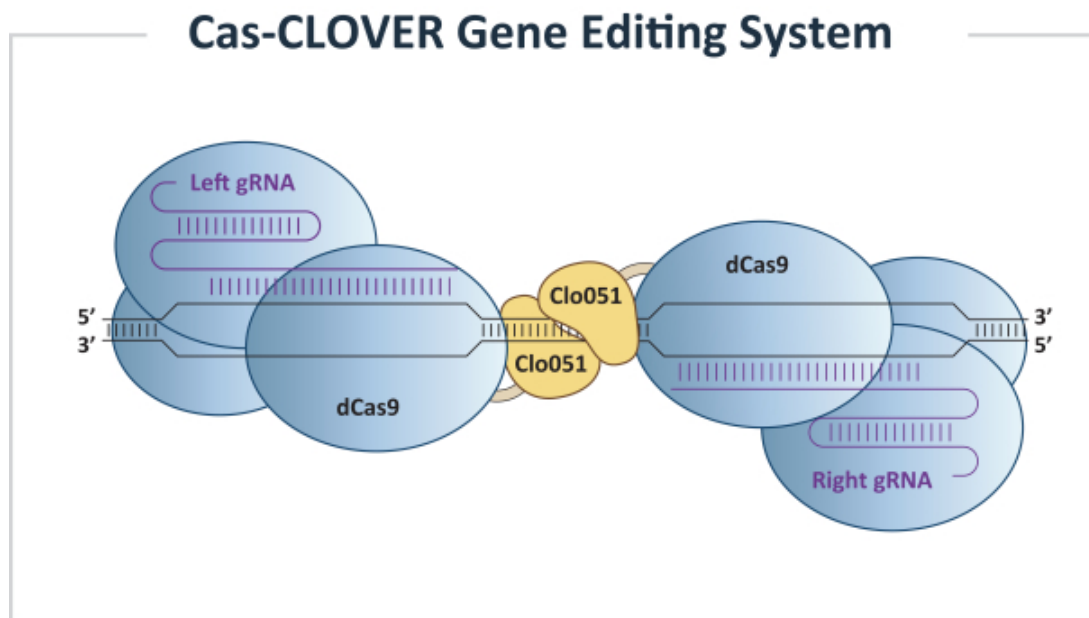 Cas-CLOVER Gene Editing System
Left gRNA
dCas9
Clo051
5’
3’
3’
5’
Clo051
dCas9
Right gRNA